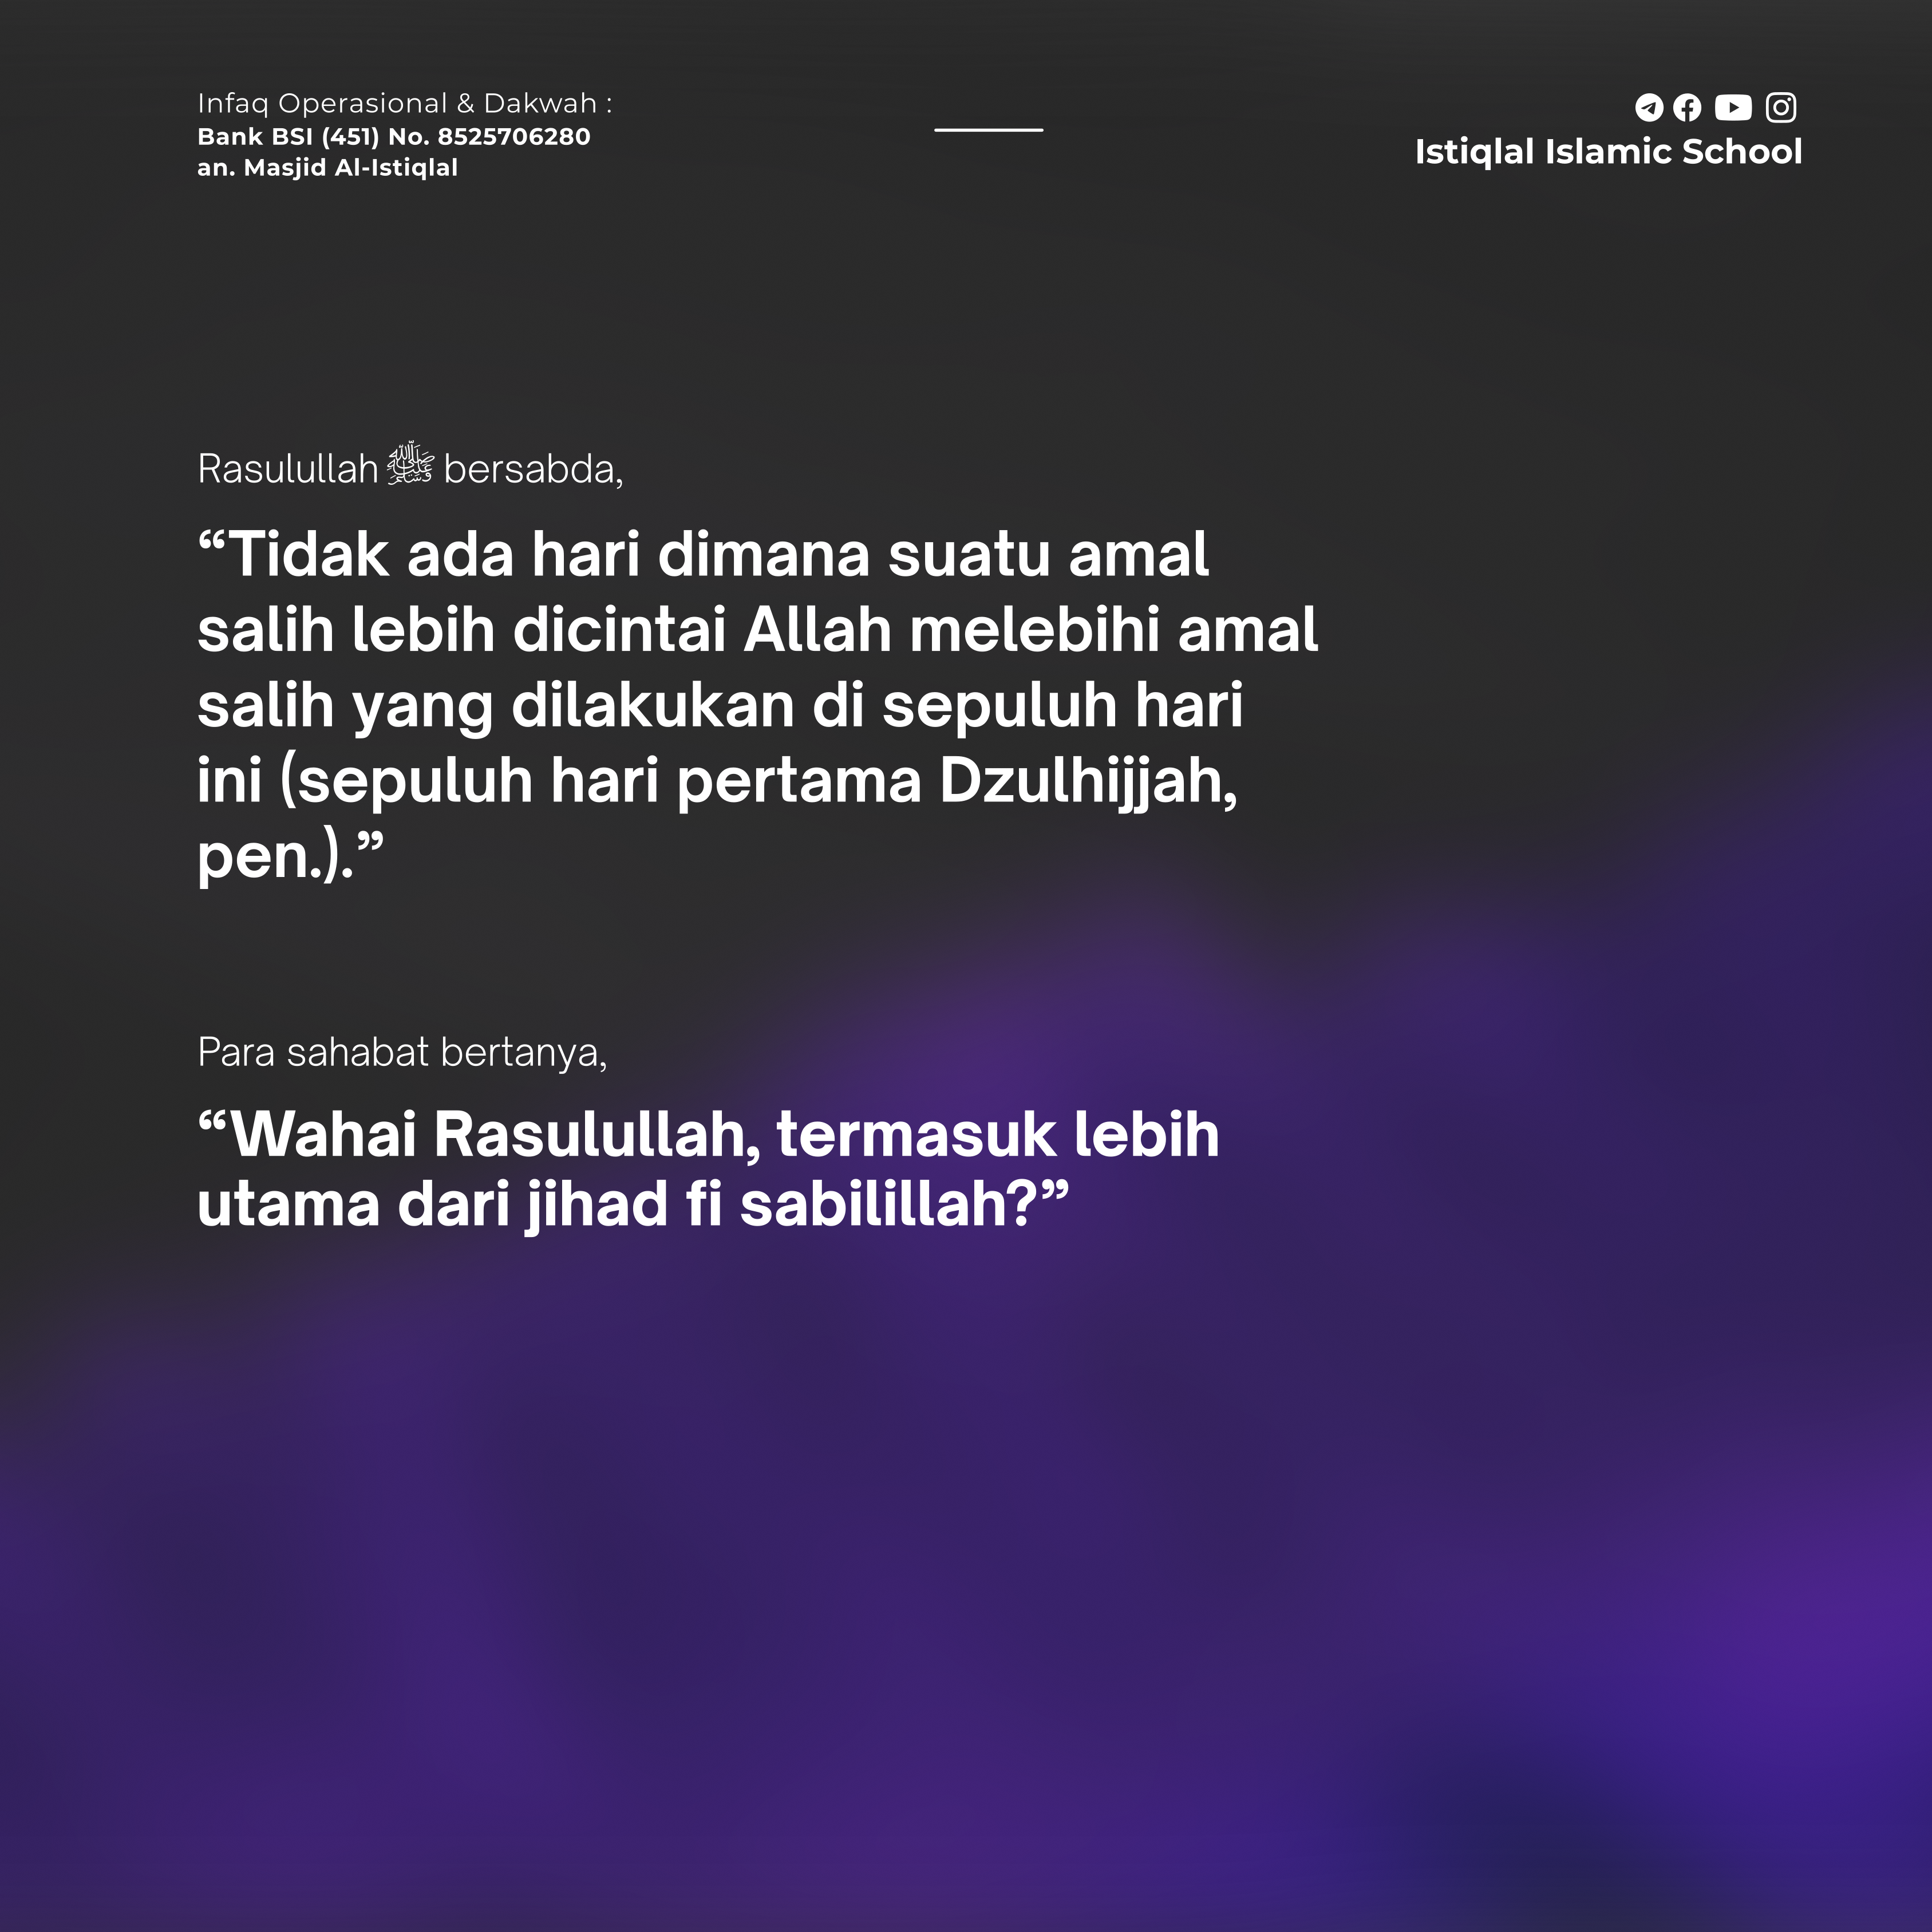 Infaq Operasional & Dakwah :
Bank BSI (451) No. 8525706280
an. Masjid Al-Istiqlal
Istiqlal Islamic School
Rasulullah ﷺ bersabda,
“Tidak ada hari dimana suatu amal
salih lebih dicintai Allah melebihi amal
salih yang dilakukan di sepuluh hari
ini (sepuluh hari pertama Dzulhijjjah,
pen.).”
Para sahabat bertanya,
“Wahai Rasulullah, termasuk lebih
utama dari jihad fi sabilillah?”